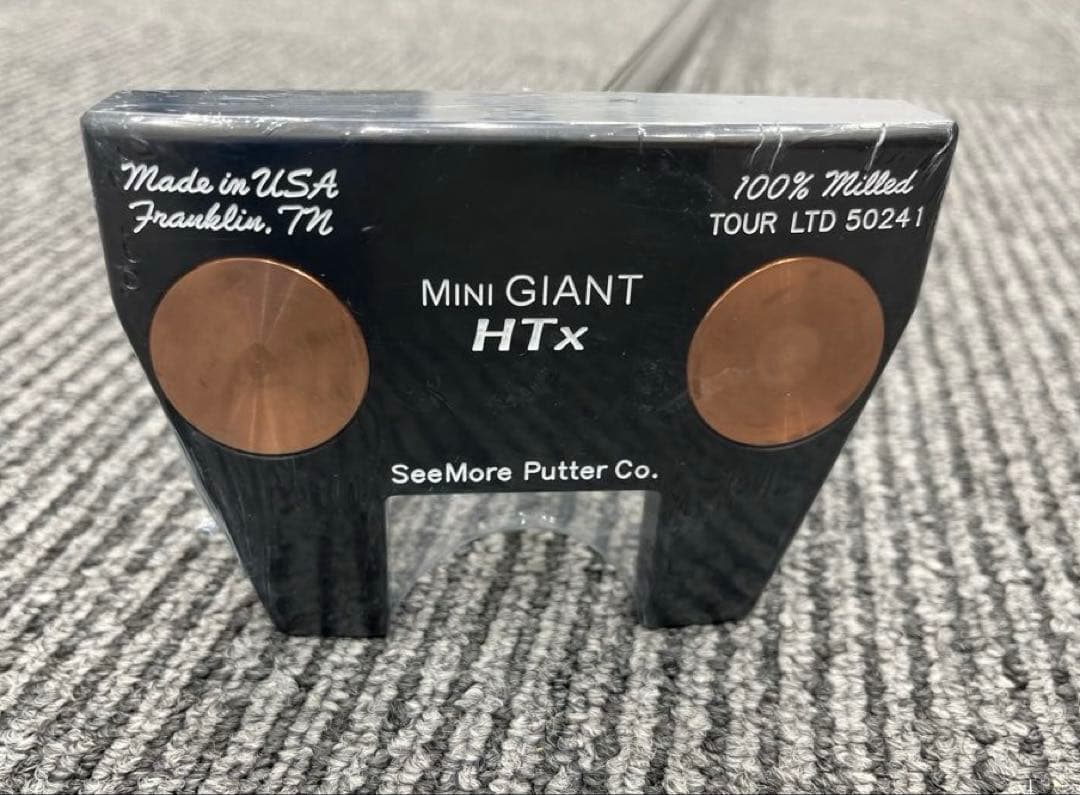 Made in USA
Franklin, TN
100% Milled
TOUR LTD 50241
MINI GIANT
HTx
SeeMore Putter Co.